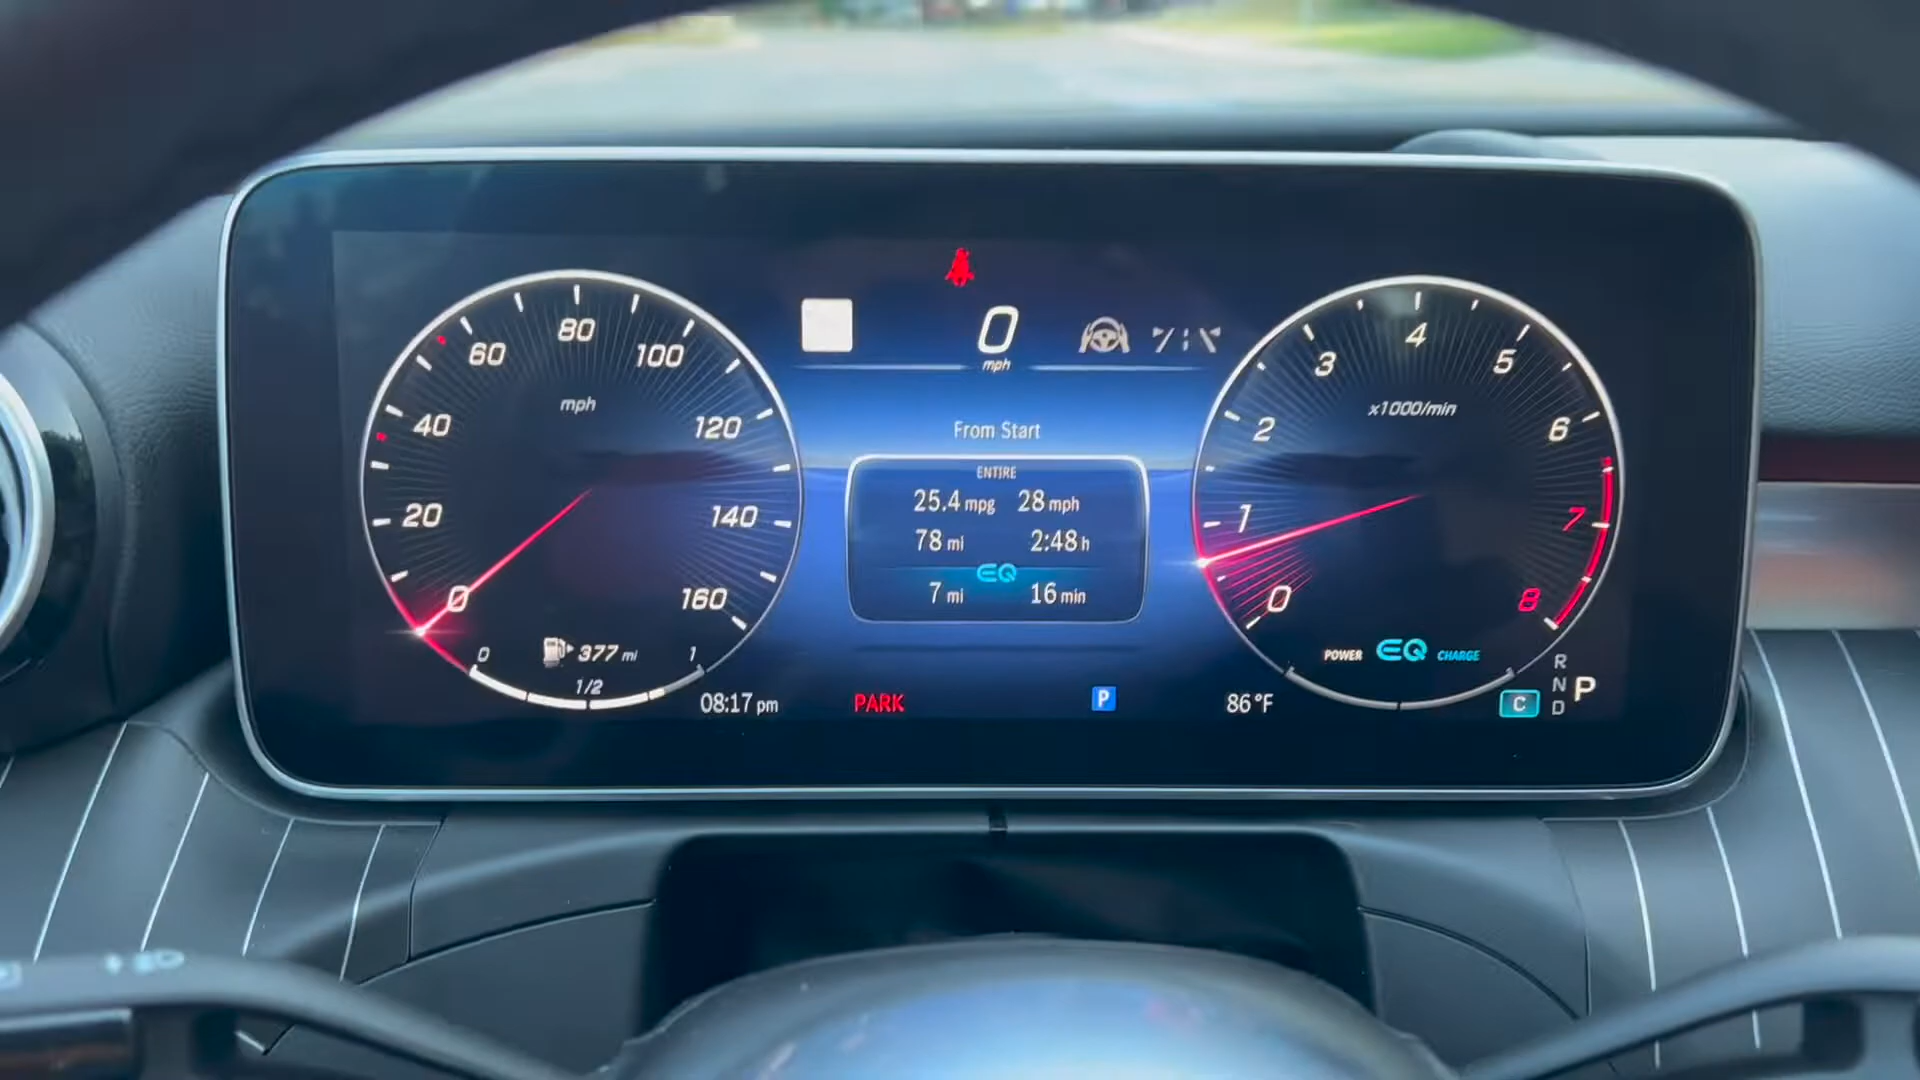 80
60
100
40
120
20
140
0
160
mph
0
377 mi
1
1/2
08:17 pm
0
mph
From Start
ENTIRE
25.4 mpg 28 mph
78 mi 2:48 h
EQ
7 mi 16 min
PARK
P
86°F
4
3
5
2
6
1
7
0
8
x1000/min
POWER EQ CHARGE
C
R
N P
D